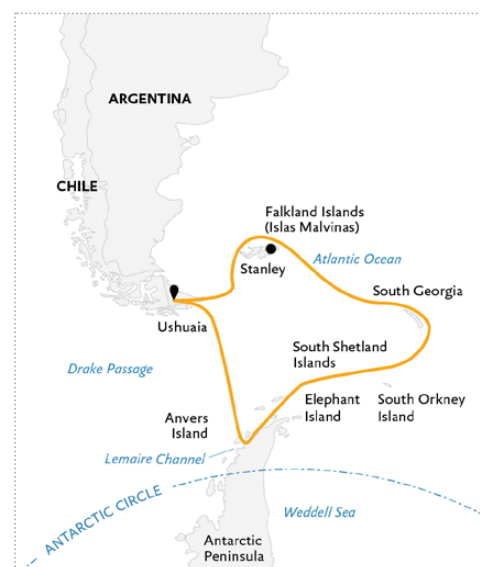 ARGENTINA
CHILE
Falkland Islands
(Islas Malvinas)
Atlantic Ocean
Stanley
South Georgia
Ushuaia
South Shetland
Islands
Drake Passage
Elephant
Island
South Orkney
Island
Anvers
Island
Lemaire Channel
ANTARCTIC CIRCLE
Weddell Sea
Antarctic
Peninsula